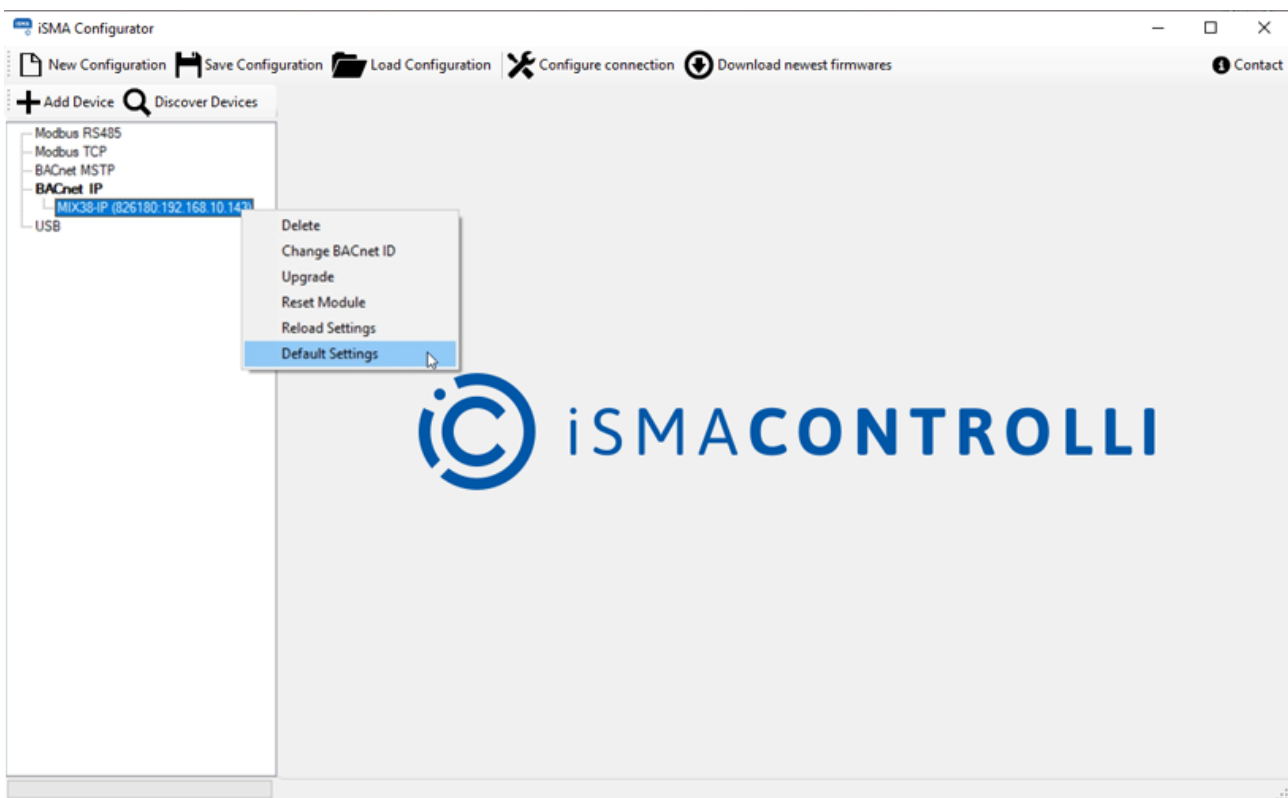 iSMA Configurator
New Configuration Save Configuration Load Configuration Configure connection Download newest firmwares Contact
Add Device Discover Devices
Modbus RS485
Modbus TCP
BACnet MSTP
BACnet IP
MIX38-IP (826180:192.168.10.143)
USB
Delete
Change BACnet ID
Upgrade
Reset Module
Reload Settings
Default Settings
iSMACONTROLLI